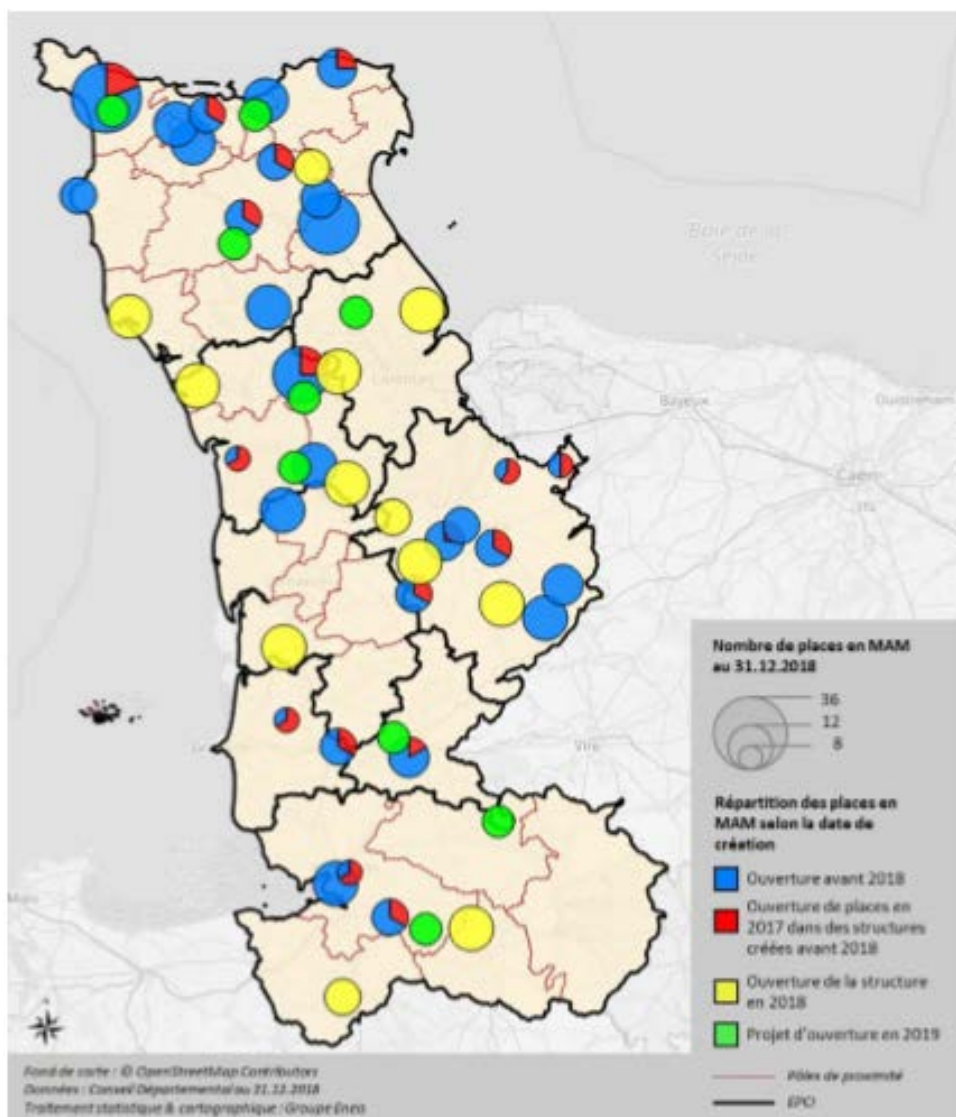 Baie de la
Seine
Carentan
Bayeux
Ouistreham
Caen
Vire
Nombre de places en MAM
au 31.12.2018
36
12
8
Répartition des places en
MAM selon la date de
création
Ouverture avant 2018
Ouverture de places en
2017 dans des structures
créées avant 2018
Ouverture de la structure
en 2018
Projet d'ouverture en 2019
Pôles de proximité
EPCI
Fond de carte : © OpenStreetMap Contributors
Données : Conseil Départemental au 31.12.2018
Traitement statistique & cartographique : Groupe Eneis